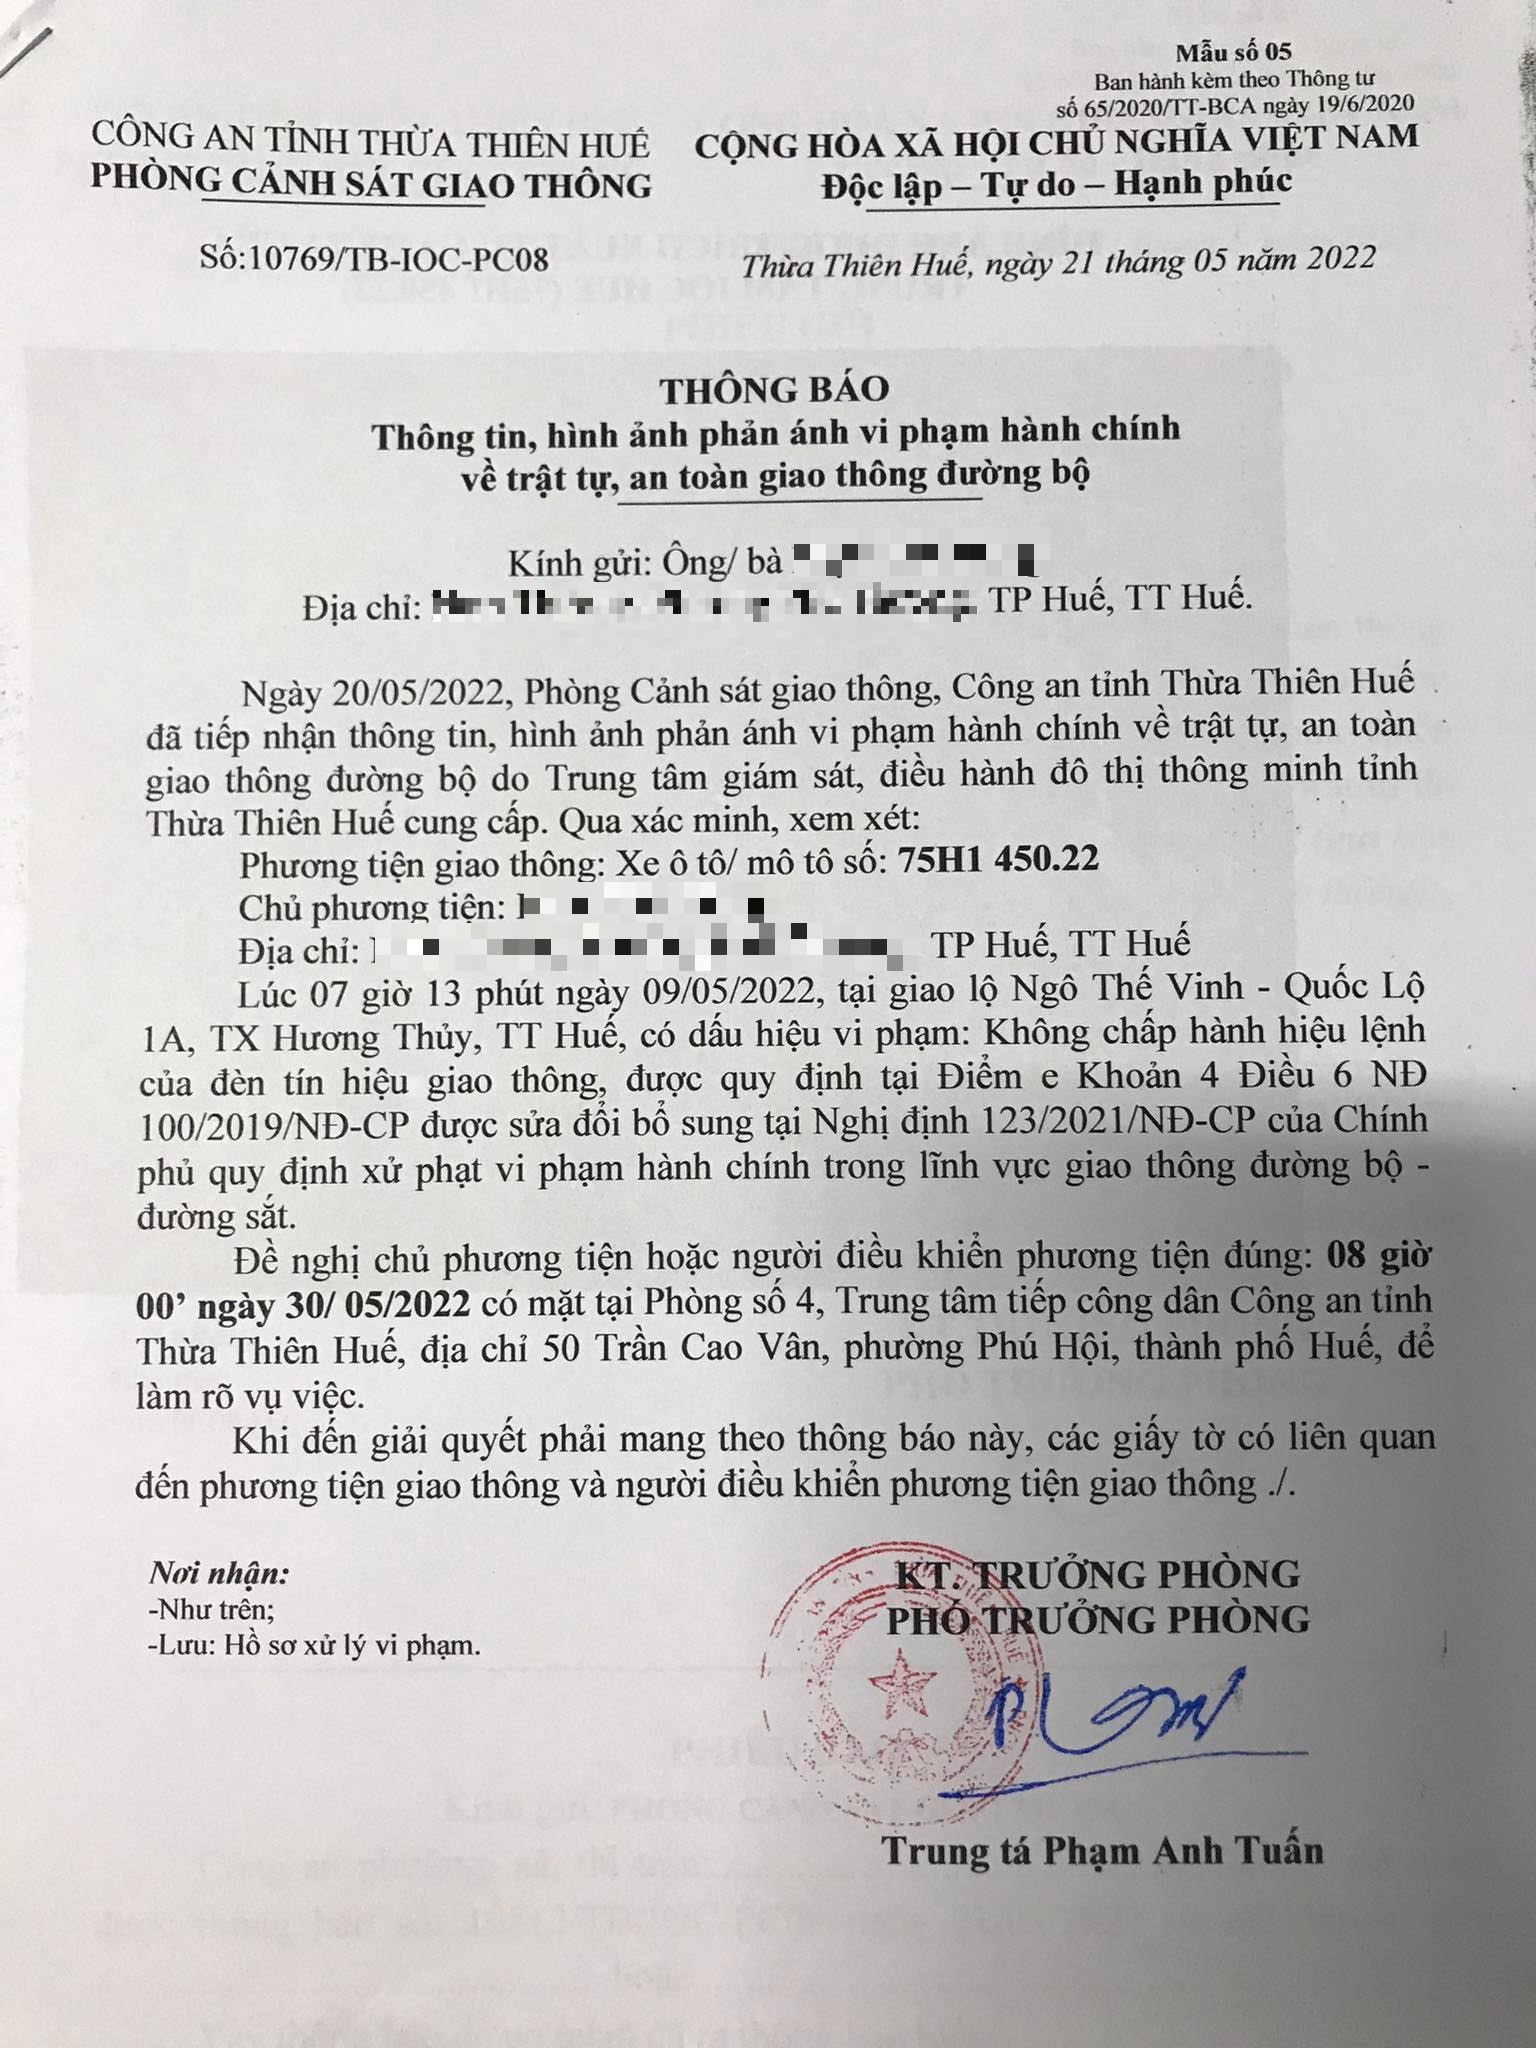 Mẫu số 05
Ban hành kèm theo Thông tư
số 65/2020/TT-BCA ngày 19/6/2020
CÔNG AN TỈNH THỪA THIÊN HUẾ
PHÒNG CẢNH SÁT GIAO THÔNG
CỘNG HÒA XÃ HỘI CHỦ NGHĨA VIỆT NAM
Độc lập – Tự do – Hạnh phúc
Số:10769/TB-IOC-PC08
Thừa Thiên Huế, ngày 21 tháng 05 năm 2022
THÔNG BÁO
Thông tin, hình ảnh phản ánh vi phạm hành chính
về trật tự, an toàn giao thông đường bộ
Kính gửi: Ông/ bà
Địa chỉ: TP Huế, TT Huế.
Ngày 20/05/2022, Phòng Cảnh sát giao thông, Công an tỉnh Thừa Thiên Huế
đã tiếp nhận thông tin, hình ảnh phản ánh vi phạm hành chính về trật tự, an toàn
giao thông đường bộ do Trung tâm giám sát, điều hành đô thị thông minh tỉnh
Thừa Thiên Huế cung cấp. Qua xác minh, xem xét:
Phương tiện giao thông: Xe ô tô/ mô tô số: 75H1 450.22
Chủ phương tiện:
Địa chỉ: TP Huế, TT Huế
Lúc 07 giờ 13 phút ngày 09/05/2022, tại giao lộ Ngô Thế Vinh - Quốc Lộ
1A, TX Hương Thủy, TT Huế, có dấu hiệu vi phạm: Không chấp hành hiệu lệnh
của đèn tín hiệu giao thông, được quy định tại Điểm e Khoản 4 Điều 6 NĐ
100/2019/NĐ-CP được sửa đổi bổ sung tại Nghị định 123/2021/NĐ-CP của Chính
phủ quy định xử phạt vi phạm hành chính trong lĩnh vực giao thông đường bộ -
đường sắt.
Đề nghị chủ phương tiện hoặc người điều khiển phương tiện đúng: 08 giờ
00’ ngày 30/ 05/2022 có mặt tại Phòng số 4, Trung tâm tiếp công dân Công an tỉnh
Thừa Thiên Huế, địa chỉ 50 Trần Cao Vân, phường Phú Hội, thành phố Huế, để
làm rõ vụ việc.
Khi đến giải quyết phải mang theo thông báo này, các giấy tờ có liên quan
đến phương tiện giao thông và người điều khiển phương tiện giao thông ./.
Nơi nhận:
-Như trên;
-Lưu: Hồ sơ xử lý vi phạm.
KT. TRƯỞNG PHÒNG
PHÓ TRƯỞNG PHÒNG
Trung tá Phạm Anh Tuấn